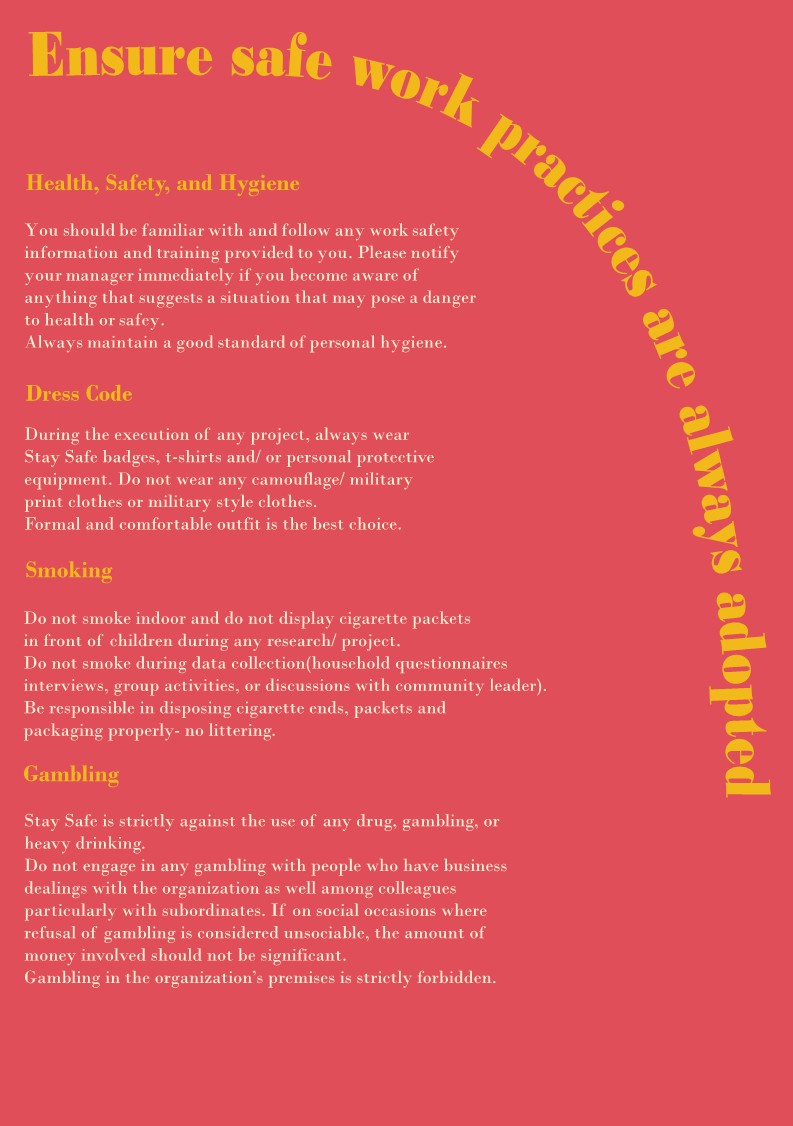 Ensure safe work practices are always adopted
Health, Safety, and Hygiene
You should be familiar with and follow any work safety
information and training provided to you. Please notify
your manager immediately if you become aware of
anything that suggests a situation that may pose a danger
to health or safey.
Always maintain a good standard of personal hygiene.
Dress Code
During the execution of any project, always wear
Stay Safe badges, t-shirts and/ or personal protective
equipment. Do not wear any camouflage/ military
print clothes or military style clothes.
Formal and comfortable outfit is the best choice.
Smoking
Do not smoke indoor and do not display cigarette packets
in front of children during any research/ project.
Do not smoke during data collection(household questionnaires
interviews, group activities, or discussions with community leader).
Be responsible in disposing cigarette ends, packets and
packaging properly- no littering.
Gambling
Stay Safe is strictly against the use of any drug, gambling, or
heavy drinking.
Do not engage in any gambling with people who have business
dealings with the organization as well among colleagues
particularly with subordinates. If on social occasions where
refusal of gambling is considered unsociable, the amount of
money involved should not be significant.
Gambling in the organization's premises is strictly forbidden.